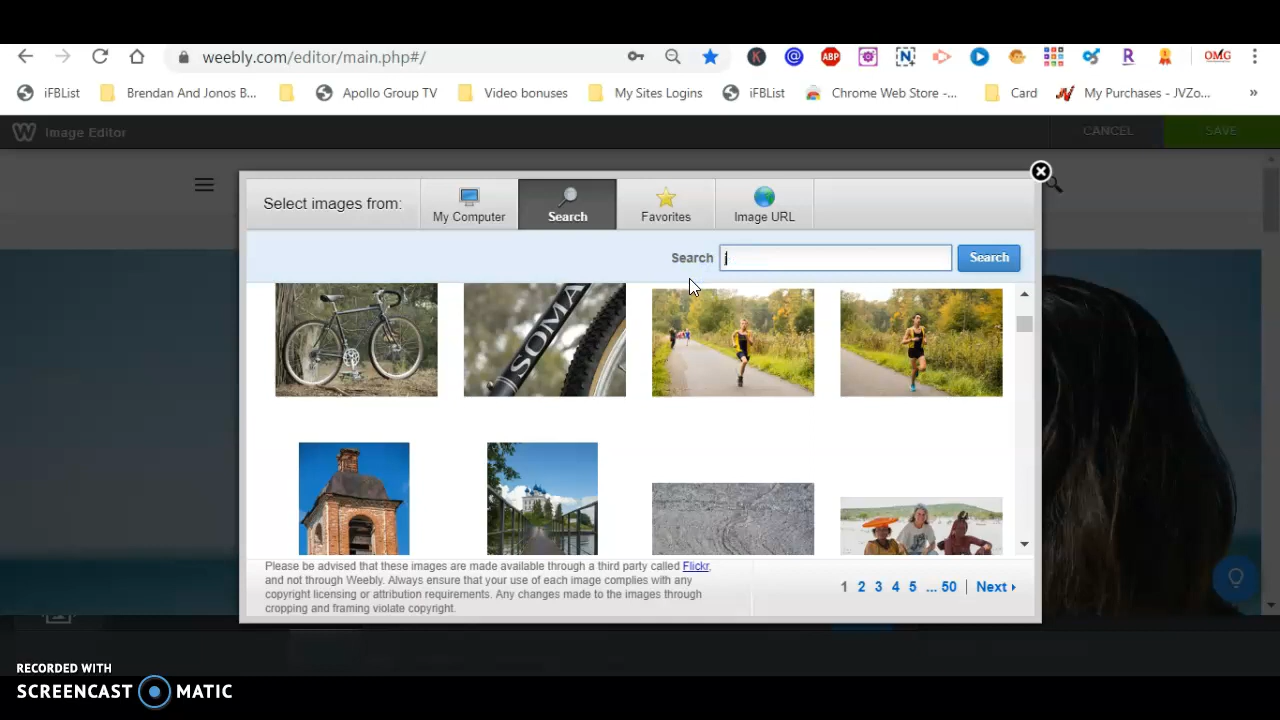 weebly.com/editor/main.php#/
K @ ABP N R OMG
iFBList Brendan And Jonos B... Apollo Group TV Video bonuses My Sites Logins iFBList Chrome Web Store -... Card My Purchases - JVZo... »
Image Editor CANCEL SAVE
Select images from: My Computer Search Favorites Image URL
Search j Search
SOMA
Please be advised that these images are made available through a third party called Flickr,
and not through Weebly. Always ensure that your use of each image complies with any
copyright licensing or attribution requirements. Any changes made to the images through
cropping and framing violate copyright.
1 2 3 4 5 ... 50 | Next
RECORDED WITH
SCREENCAST MATIC